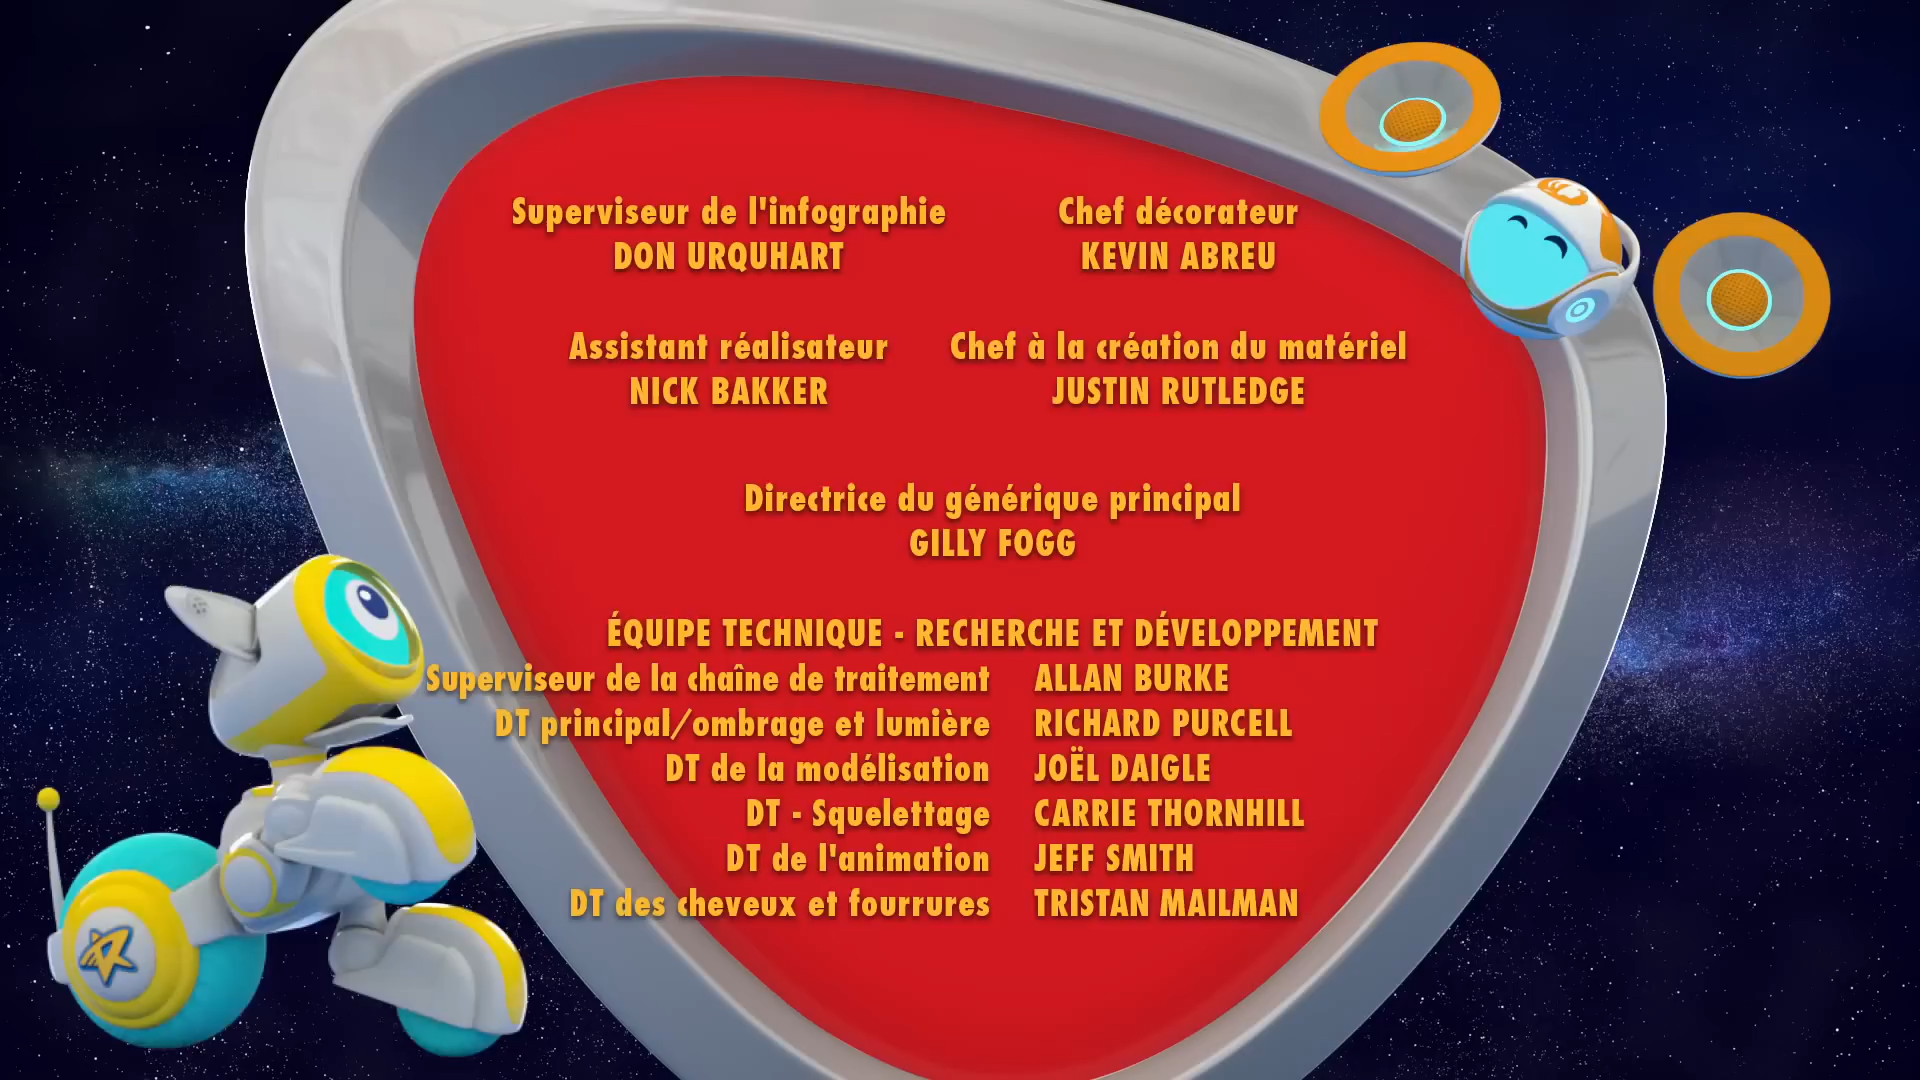 Superviseur de l'infographie
DON URQUHART
Chef décorateur
KEVIN ABREU
Assistant réalisateur
NICK BAKKER
Chef à la création du matériel
JUSTIN RUTLEDGE
Directrice du générique principal
GILLY FOGG
ÉQUIPE TECHNIQUE - RECHERCHE ET DÉVELOPPEMENT
Superviseur de la chaîne de traitement ALLAN BURKE
DT principal/ombrage et lumière RICHARD PURCELL
DT de la modélisation JOËL DAIGLE
DT - Squelettage CARRIE THORNHILL
DT de l'animation JEFF SMITH
DT des cheveux et fourrures TRISTAN MAILMAN